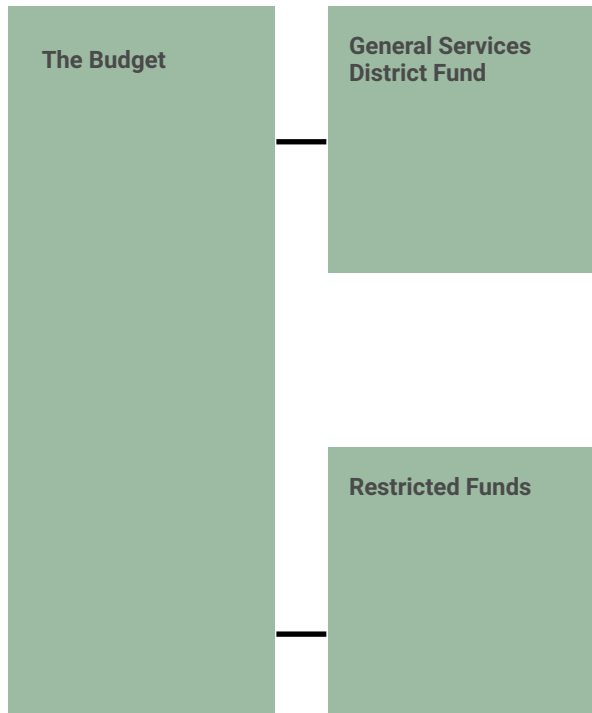 The Budget
General Services
District Fund
Restricted Funds